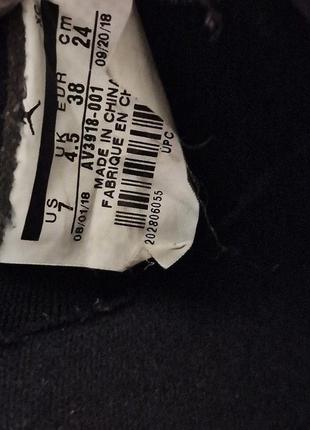 US UK EUR cm
7 4.5 38 24
08/01/18 09/20/18
AV3918-001
MADE IN CHINA
FABRIQUE EN CH
UPC
202806055